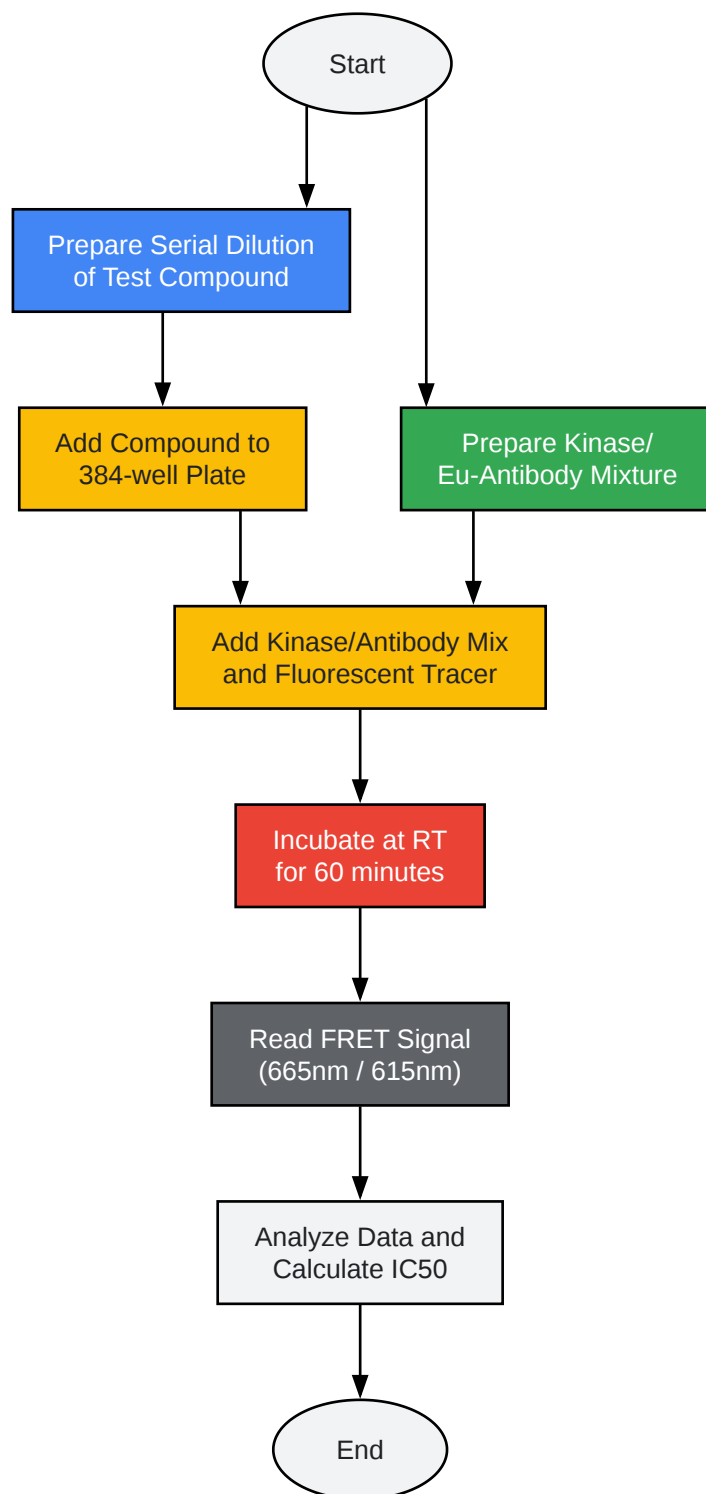 Start
Prepare Serial Dilution
of Test Compound
Add Compound to
384-well Plate
Prepare Kinase/
Eu-Antibody Mixture
Add Kinase/Antibody Mix
and Fluorescent Tracer
Incubate at RT
for 60 minutes
Read FRET Signal
(665nm / 615nm)
Analyze Data and
Calculate IC50
End